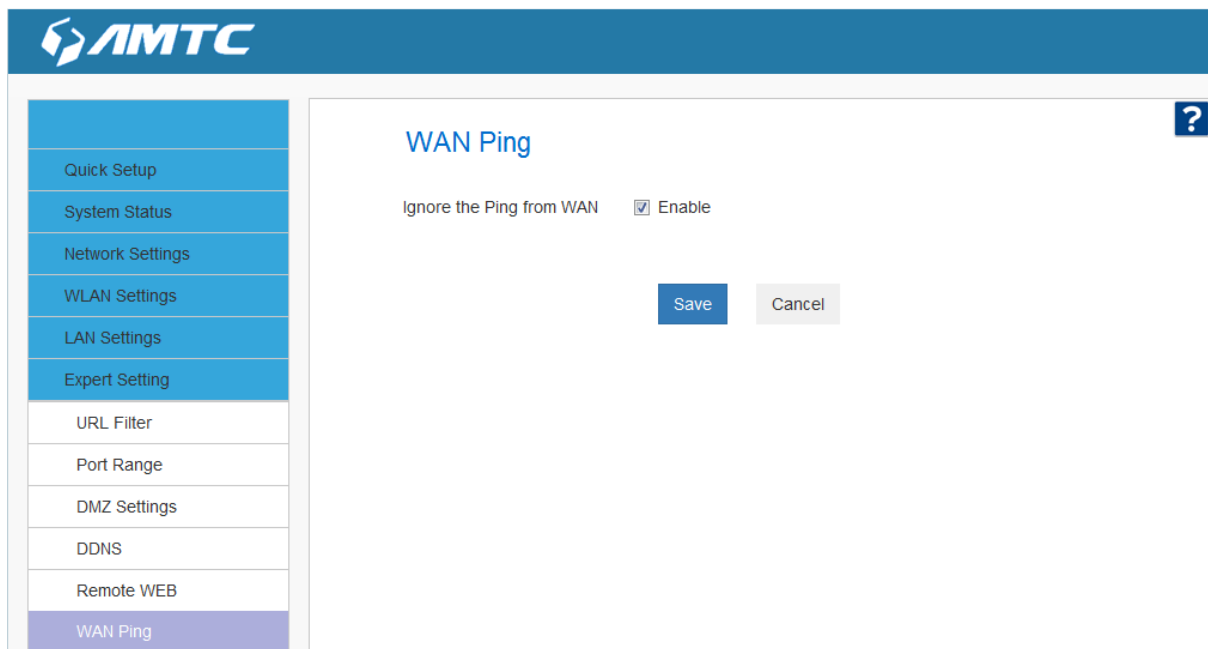 AMTC
?
WAN Ping
Quick Setup
Ignore the Ping from WAN Enable
System Status
Network Settings
WLAN Settings
Save Cancel
LAN Settings
Expert Setting
URL Filter
Port Range
DMZ Settings
DDNS
Remote WEB
WAN Ping